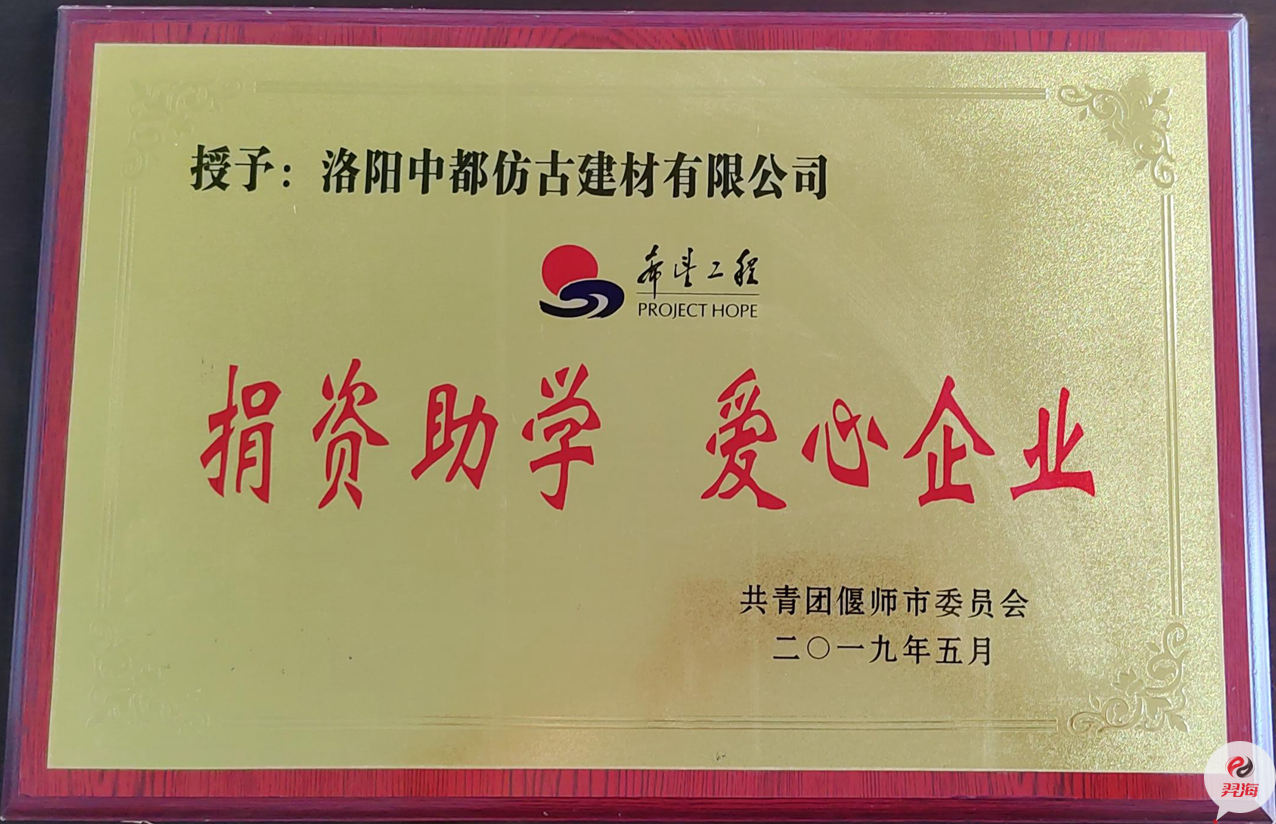 授予：洛阳中都仿古建材有限公司
希望工程
PROJECT HOPE
捐资助学 爱心企业
共青团偃师市委员会
二〇一九年五月
羿海